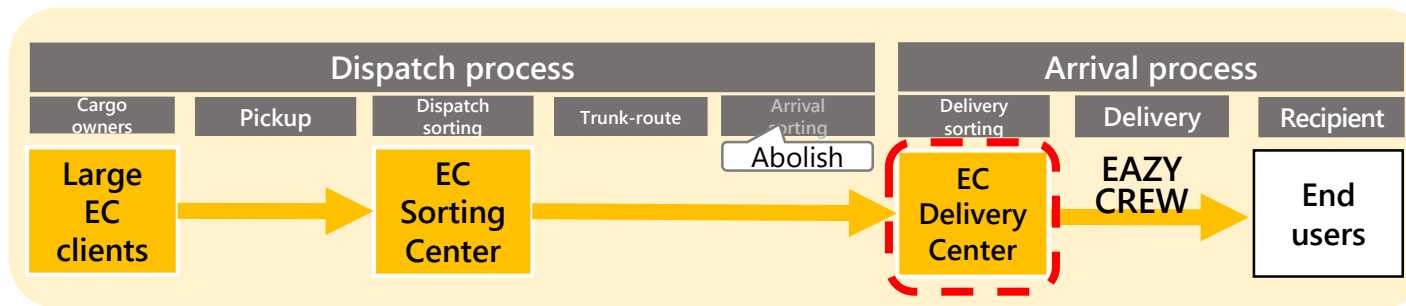 Dispatch process
Arrival process
Cargo
owners
Pickup
Dispatch
sorting
Trunk-route
Arrival
sorting
Delivery
sorting
Delivery
Recipient
Abolish
Large
EC
clients
EC
Sorting
Center
EC
Delivery
Center
EAZY
CREW
End
users